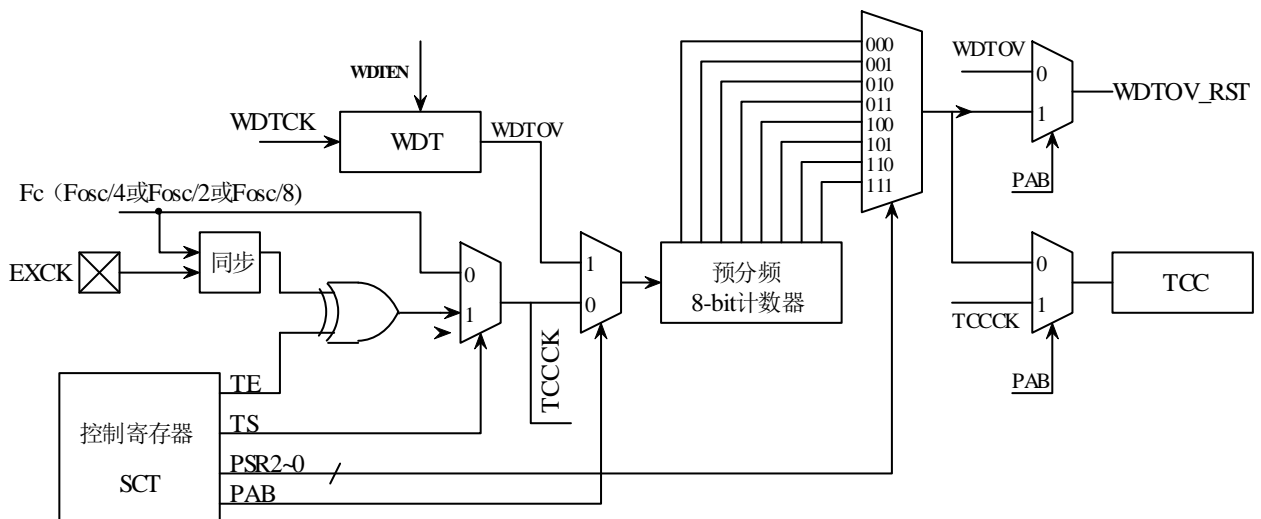 WDTEN
WDTCK
WDT
WDTOV
Fc（Fosc/4或Fosc/2或Fosc/8)
EXCK
同步
0
1
1
0
TCCCK
TE
TS
PSR2~0
PAB
控制寄存器
SCT
预分频
8-bit计数器
000
001
010
011
100
101
110
111
WDTOV
0
1
WDTOV_RST
PAB
0
1
TCCCK
TCC
PAB